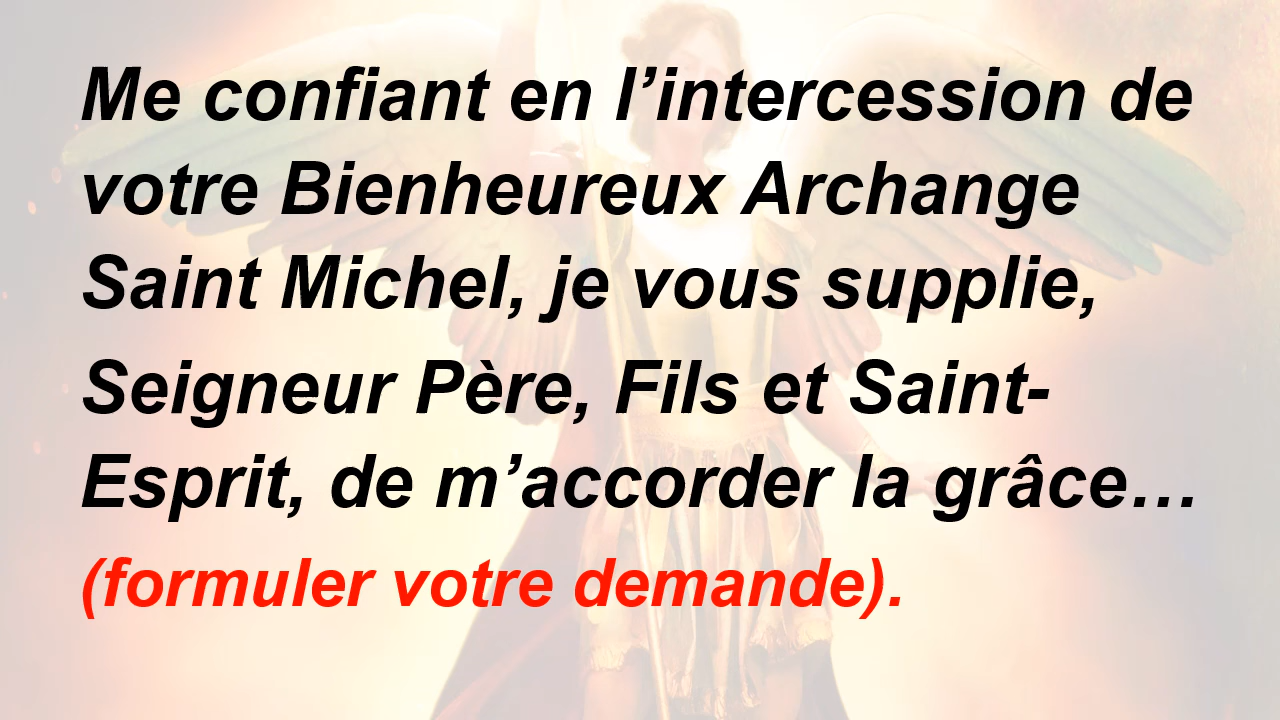 Me confiant en l’intercession de
votre Bienheureux Archange
Saint Michel, je vous supplie,
Seigneur Père, Fils et Saint-
Esprit, de m’accorder la grâce…
(formuler votre demande).